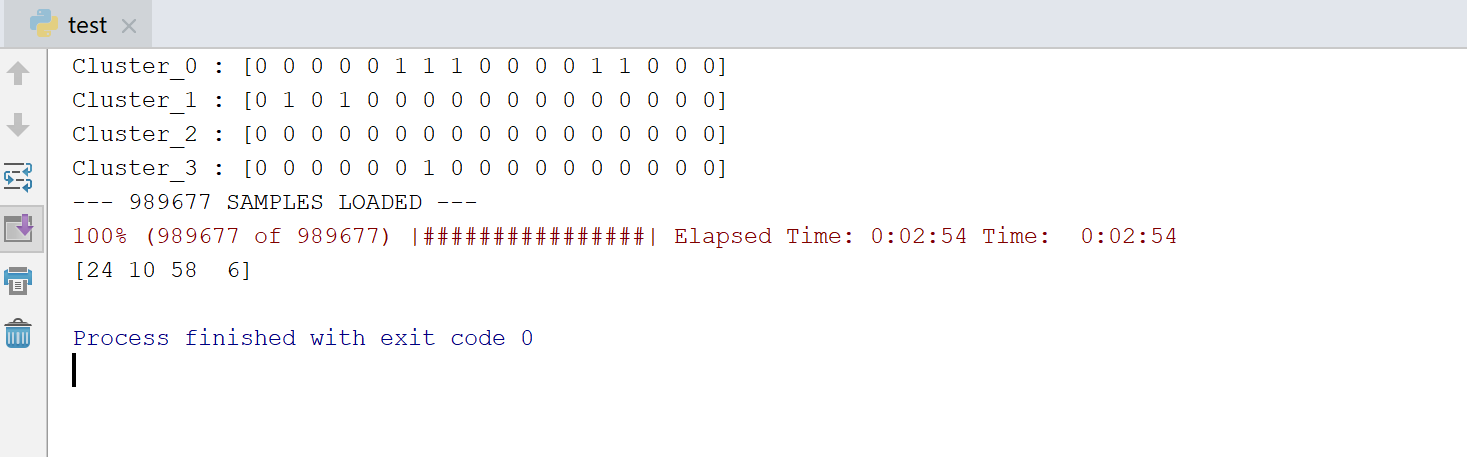 test
Cluster_0 : [0 0 0 0 0 1 1 1 0 0 0 0 1 1 0 0 0]
Cluster_1 : [0 1 0 1 0 0 0 0 0 0 0 0 0 0 0 0 0]
Cluster_2 : [0 0 0 0 0 0 0 0 0 0 0 0 0 0 0 0 0]
Cluster_3 : [0 0 0 0 0 0 1 0 0 0 0 0 0 0 0 0 0]
--- 989677 SAMPLES LOADED ---
100% (989677 of 989677) |################| Elapsed Time: 0:02:54 Time:  0:02:54
[24 10 58  6]
Process finished with exit code 0